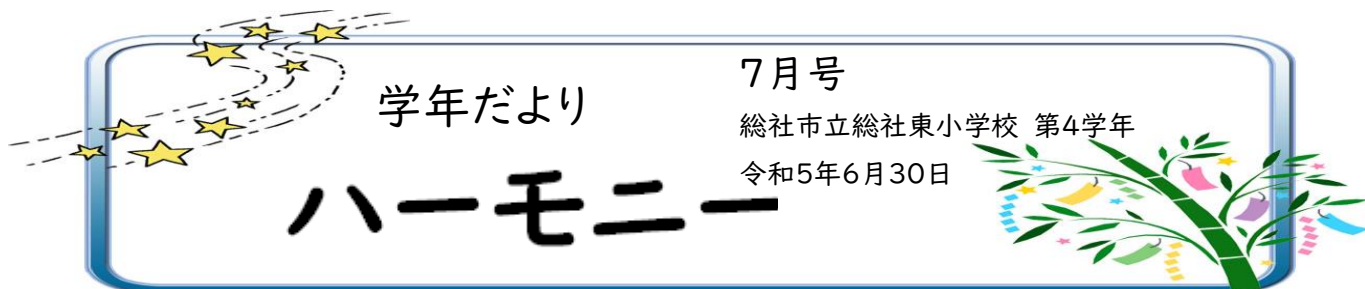 学年だより
ハーモニー
7月号
総社市立総社東小学校 第4学年
令和5年6月30日